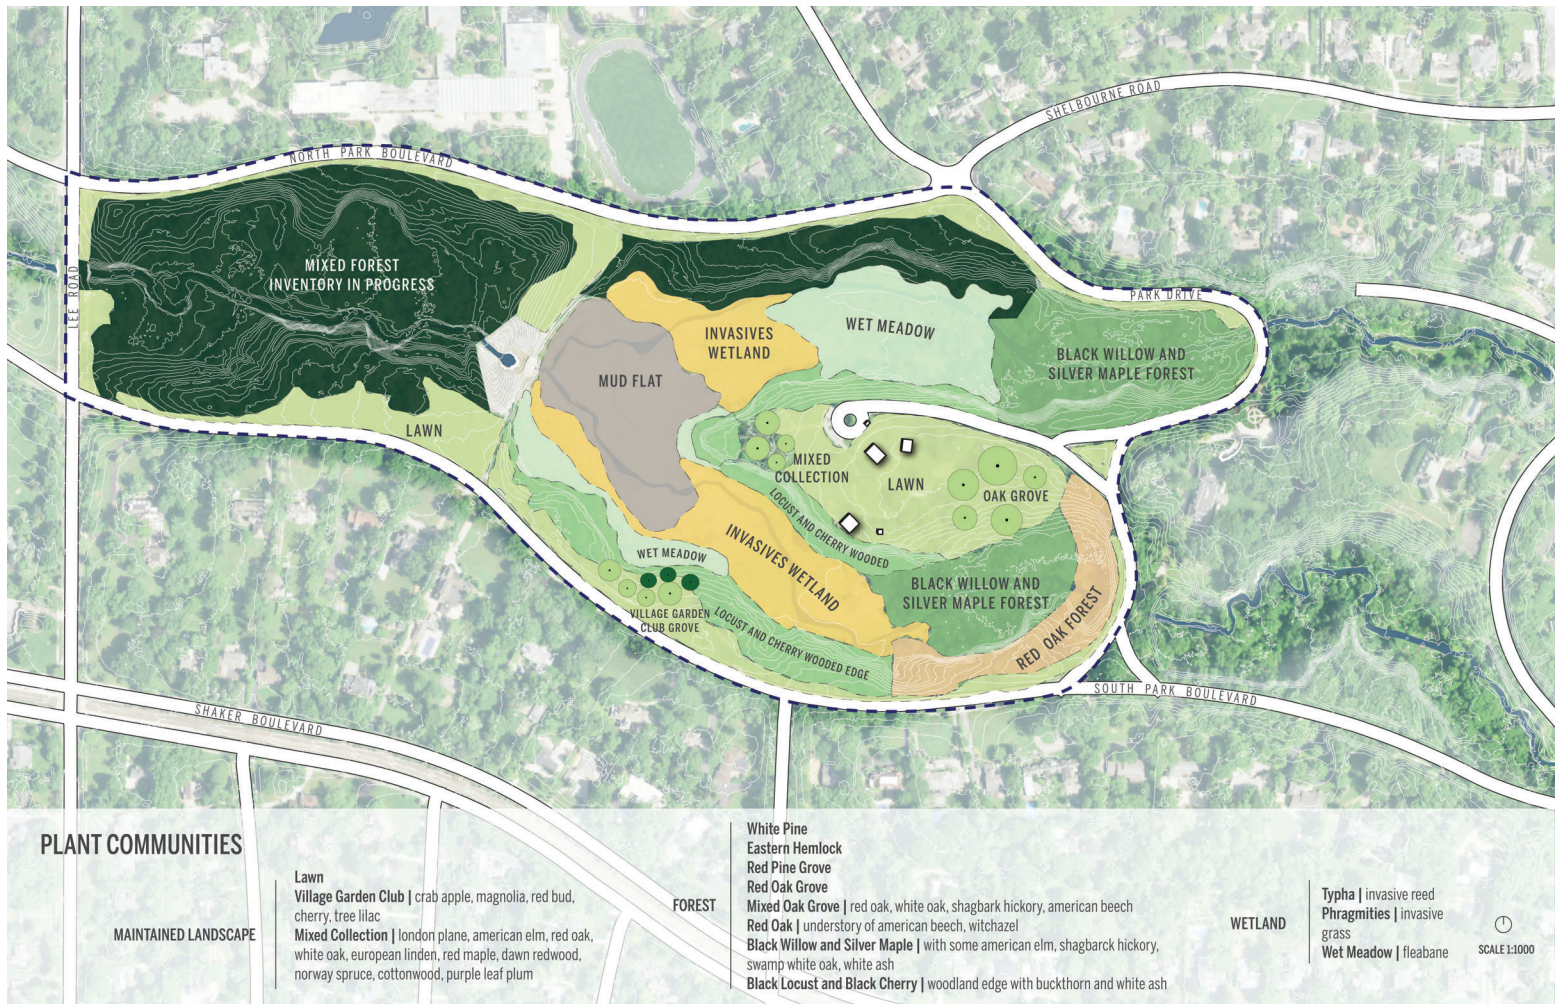 SHELBOURNE ROAD
NORTH PARK BOULEVARD
LEE ROAD
MIXED FOREST
INVENTORY IN PROGRESS
PARK DRIVE
INVASIVES
WETLAND
WET MEADOW
BLACK WILLOW AND
SILVER MAPLE FOREST
MUD FLAT
LAWN
MIXED
COLLECTION
LAWN
OAK GROVE
LOCUST AND CHERRY WOODED
INVASIVES WETLAND
WET MEADOW
BLACK WILLOW AND
SILVER MAPLE FOREST
RED OAK FOREST
VILLAGE GARDEN
CLUB GROVE
LOCUST AND CHERRY WOODED EDGE
SOUTH PARK BOULEVARD
SHAKER BOULEVARD
PLANT COMMUNITIES
MAINTAINED LANDSCAPE
Lawn
Village Garden Club | crab apple, magnolia, red bud,
cherry, tree lilac
Mixed Collection | london plane, american elm, red oak,
white oak, european linden, red maple, dawn redwood,
norway spruce, cottonwood, purple leaf plum
FOREST
White Pine
Eastern Hemlock
Red Pine Grove
Red Oak Grove
Mixed Oak Grove | red oak, white oak, shagbark hickory, american beech
Red Oak | understory of american beech, witchazel
Black Willow and Silver Maple | with some american elm, shagbarck hickory,
swamp white oak, white ash
Black Locust and Black Cherry | woodland edge with buckthorn and white ash
WETLAND
Typha | invasive reed
Phragmities | invasive
grass
Wet Meadow | fleabane
SCALE 1:1000